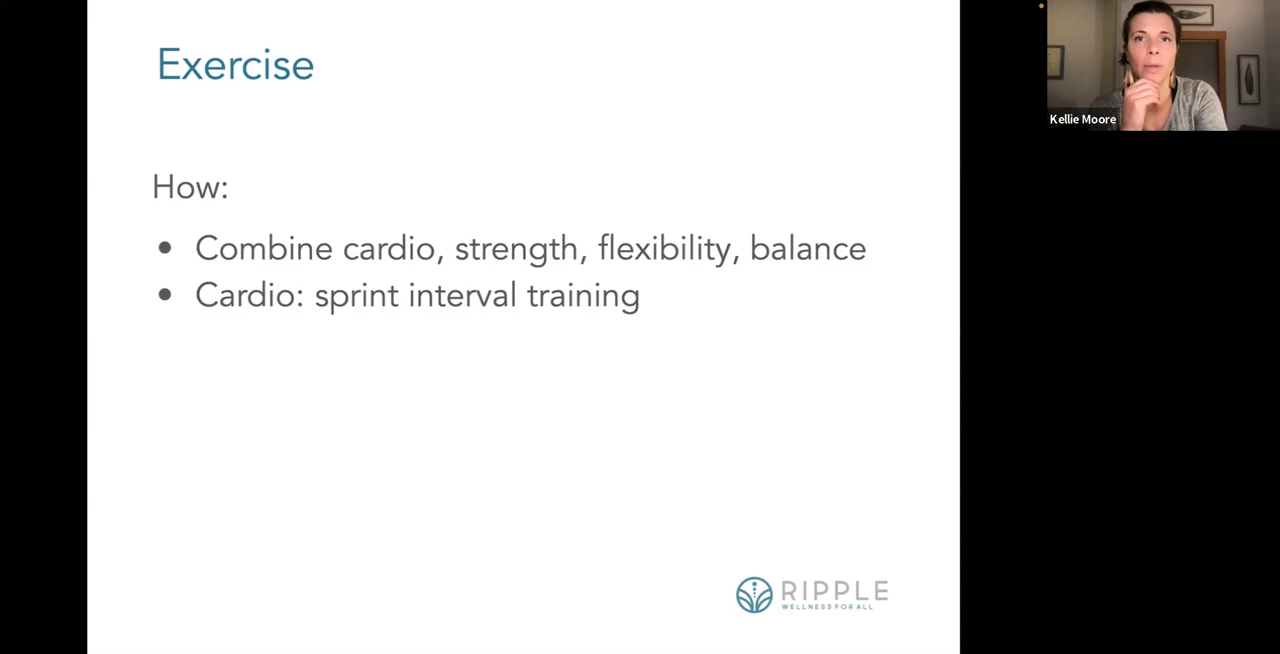 Exercise
Kellie Moore
How:
• Combine cardio, strength, flexibility, balance
• Cardio: sprint interval training
RIPPLE
WELLNESS FOR ALL